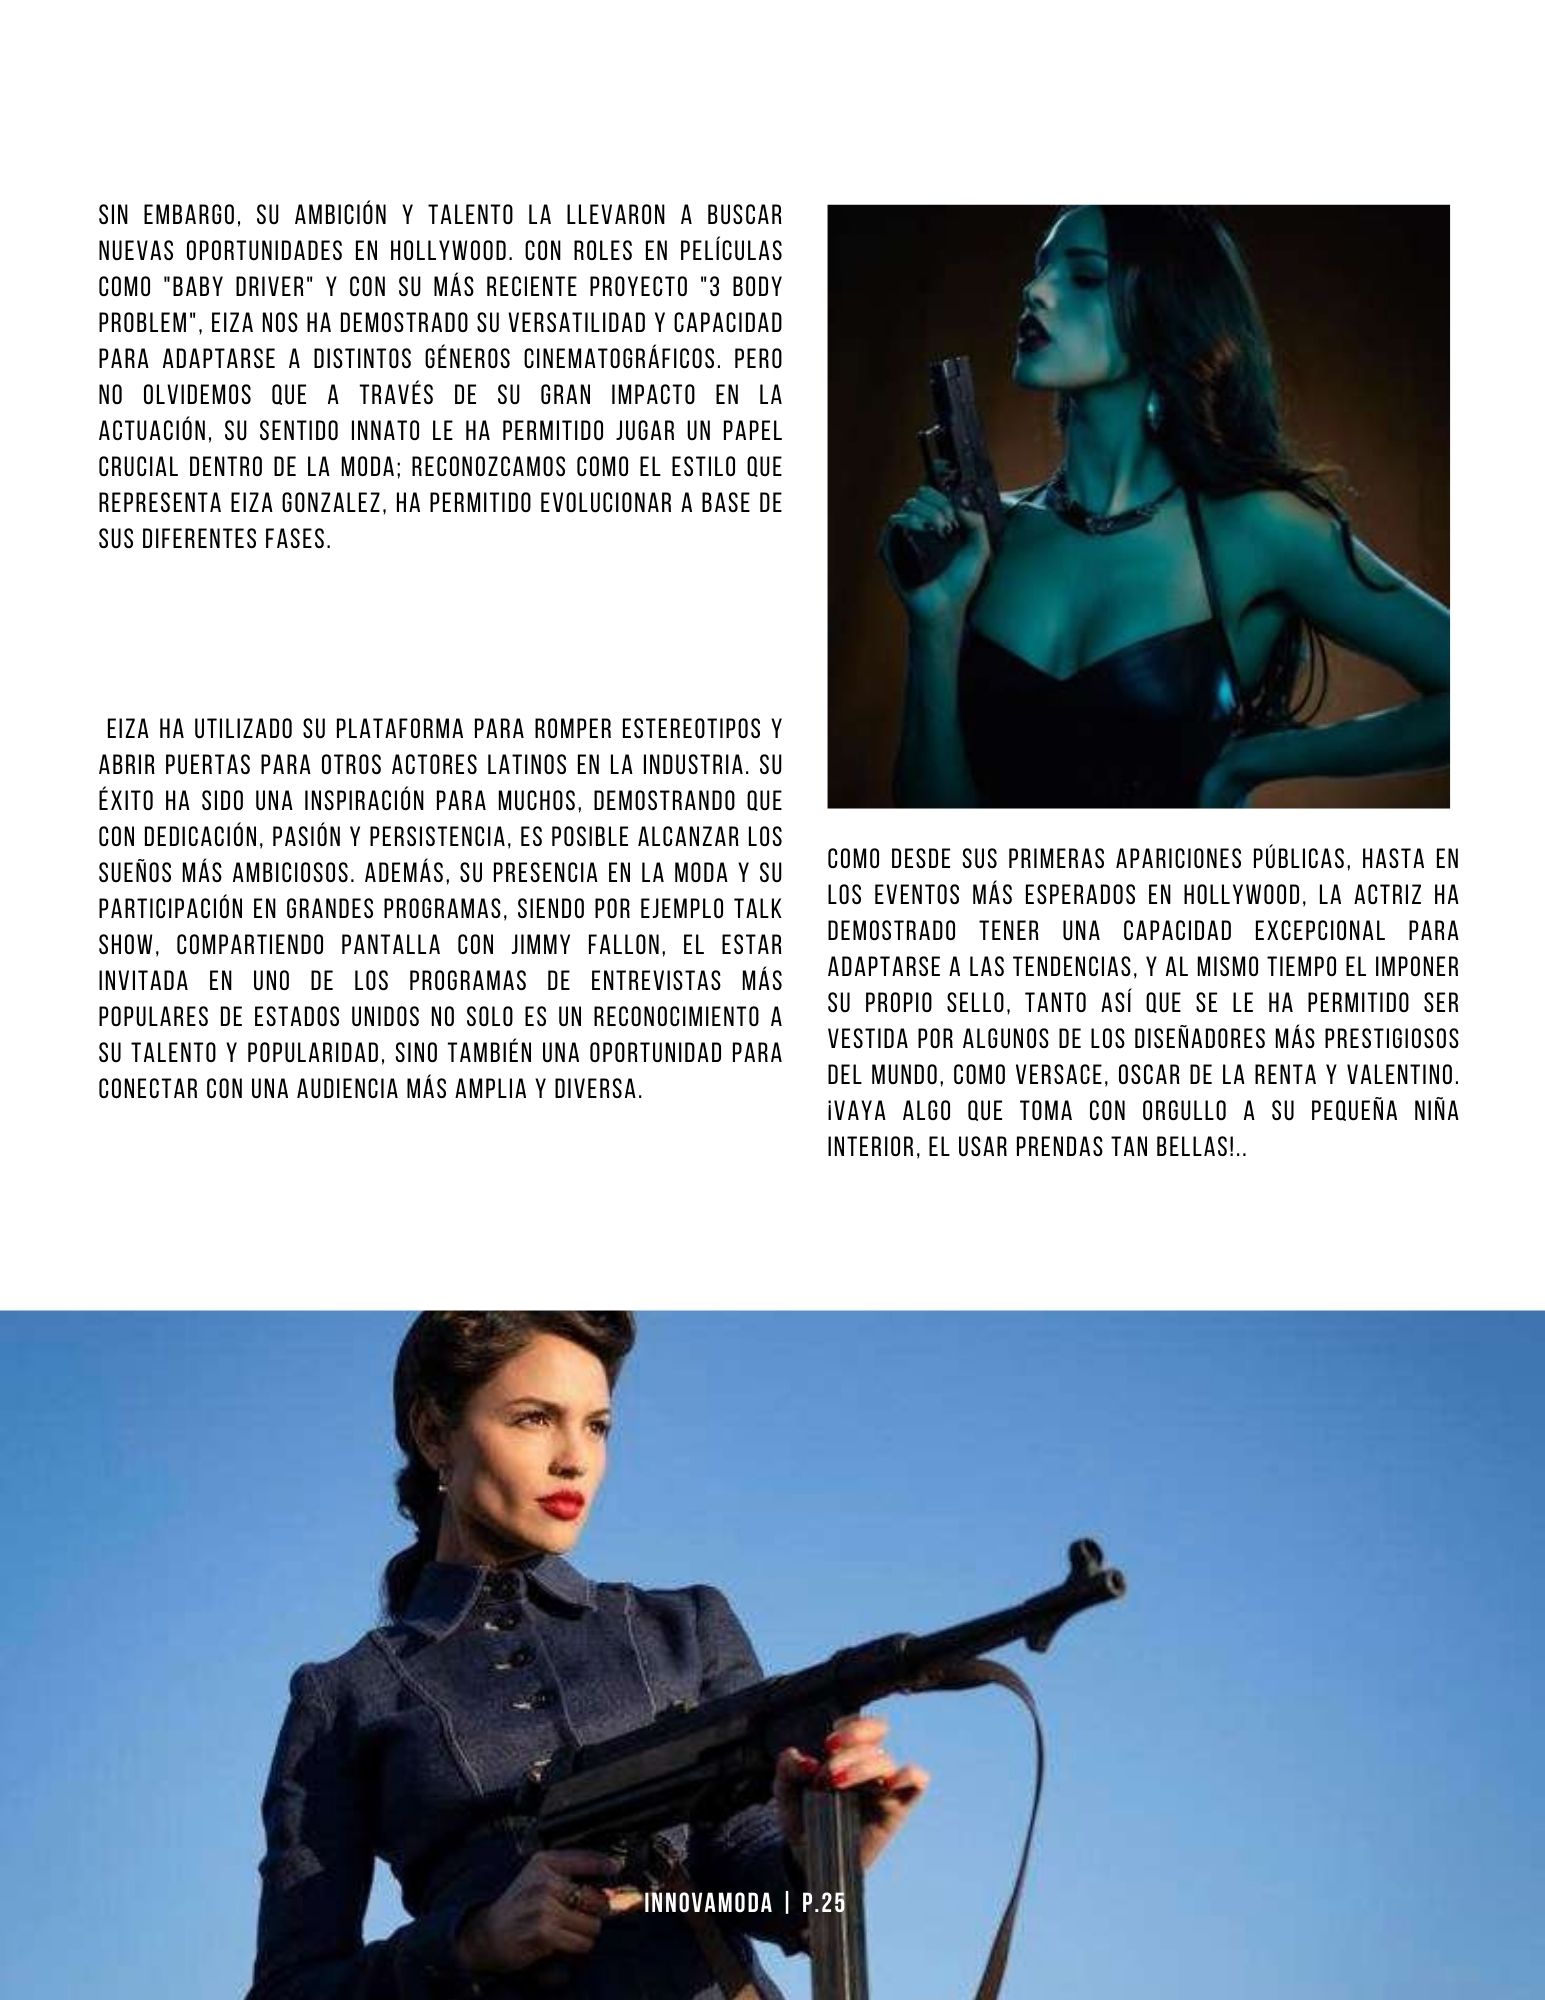 SIN EMBARGO, SU AMBICIÓN Y TALENTO LA LLEVARON A BUSCAR
NUEVAS OPORTUNIDADES EN HOLLYWOOD. CON ROLES EN PELÍCULAS
COMO "BABY DRIVER" Y CON SU MÁS RECIENTE PROYECTO "3 BODY
PROBLEM", EIZA NOS HA DEMOSTRADO SU VERSATILIDAD Y CAPACIDAD
PARA ADAPTARSE A DISTINTOS GÉNEROS CINEMATOGRÁFICOS. PERO
NO OLVIDEMOS QUE A TRAVÉS DE SU GRAN IMPACTO EN LA
ACTUACIÓN, SU SENTIDO INNATO LE HA PERMITIDO JUGAR UN PAPEL
CRUCIAL DENTRO DE LA MODA; RECONOZCAMOS COMO EL ESTILO QUE
REPRESENTA EIZA GONZALEZ, HA PERMITIDO EVOLUCIONAR A BASE DE
SUS DIFERENTES FASES.
EIZA HA UTILIZADO SU PLATAFORMA PARA ROMPER ESTEREOTIPOS Y
ABRIR PUERTAS PARA OTROS ACTORES LATINOS EN LA INDUSTRIA. SU
ÉXITO HA SIDO UNA INSPIRACIÓN PARA MUCHOS, DEMOSTRANDO QUE
CON DEDICACIÓN, PASIÓN Y PERSISTENCIA, ES POSIBLE ALCANZAR LOS
SUEÑOS MÁS AMBICIOSOS. ADEMÁS, SU PRESENCIA EN LA MODA Y SU
PARTICIPACIÓN EN GRANDES PROGRAMAS, SIENDO POR EJEMPLO TALK
SHOW, COMPARTIENDO PANTALLA CON JIMMY FALLON, EL ESTAR
INVITADA EN UNO DE LOS PROGRAMAS DE ENTREVISTAS MÁS
POPULARES DE ESTADOS UNIDOS NO SOLO ES UN RECONOCIMIENTO A
SU TALENTO Y POPULARIDAD, SINO TAMBIÉN UNA OPORTUNIDAD PARA
CONECTAR CON UNA AUDIENCIA MÁS AMPLIA Y DIVERSA.
COMO DESDE SUS PRIMERAS APARICIONES PÚBLICAS, HASTA EN
LOS EVENTOS MÁS ESPERADOS EN HOLLYWOOD, LA ACTRIZ HA
DEMOSTRADO TENER UNA CAPACIDAD EXCEPCIONAL PARA
ADAPTARSE A LAS TENDENCIAS, Y AL MISMO TIEMPO EL IMPONER
SU PROPIO SELLO, TANTO ASÍ QUE SE LE HA PERMITIDO SER
VESTIDA POR ALGUNOS DE LOS DISEÑADORES MÁS PRESTIGIOSOS
DEL MUNDO, COMO VERSACE, OSCAR DE LA RENTA Y VALENTINO.
¡VAYA ALGO QUE TOMA CON ORGULLO A SU PEQUEÑA NIÑA
INTERIOR, EL USAR PRENDAS TAN BELLAS!..
INNOVAMODA | P.25